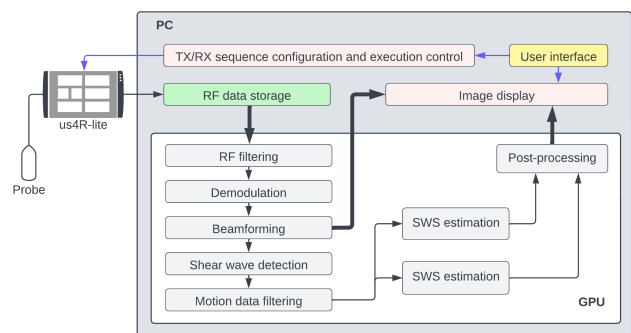 PC
TX/RX sequence configuration and execution control
User interface
us4R-lite
RF data storage
Image display
Probe
RF filtering
Post-processing
Demodulation
Beamforming
SWS estimation
Shear wave detection
SWS estimation
Motion data filtering
GPU